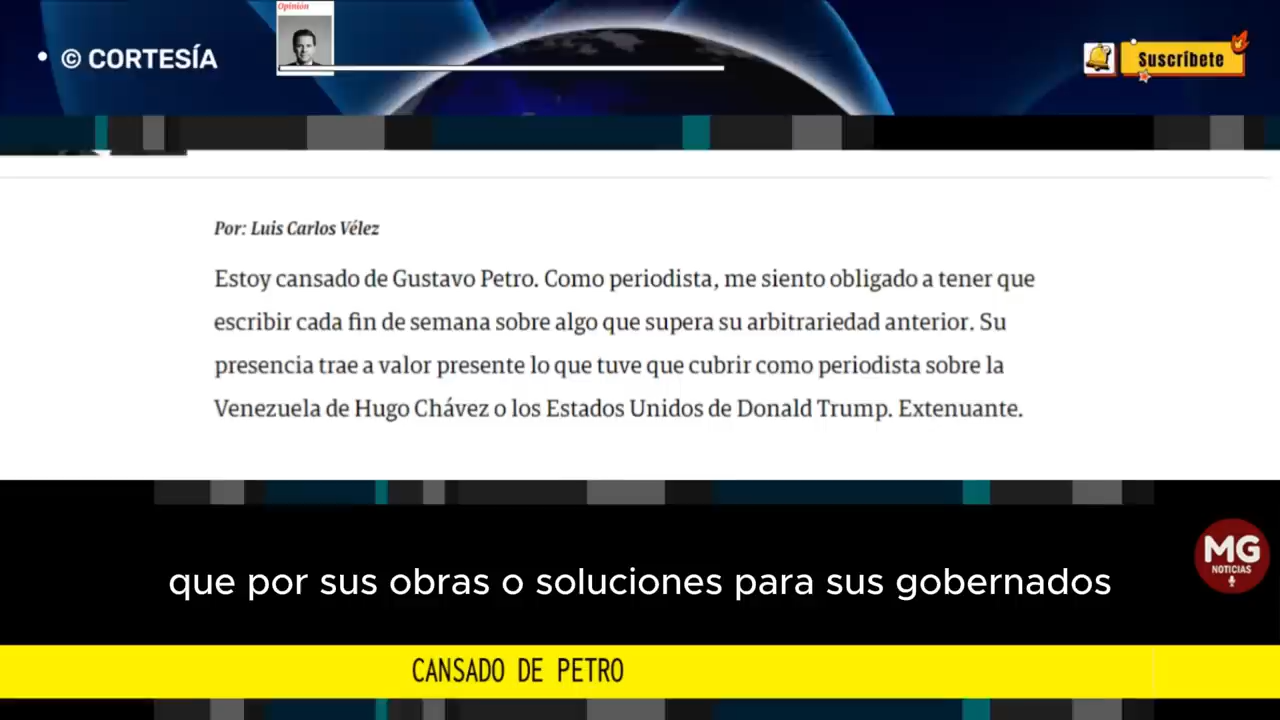 Opinión
• © CORTESÍA
Suscríbete
Por: Luis Carlos Vélez
Estoy cansado de Gustavo Petro. Como periodista, me siento obligado a tener que
escribir cada fin de semana sobre algo que supera su arbitrariedad anterior. Su
presencia trae a valor presente lo que tuve que cubrir como periodista sobre la
Venezuela de Hugo Chávez o los Estados Unidos de Donald Trump. Extenuante.
que por sus obras o soluciones para sus gobernados
MG
NOTICIAS
CANSADO DE PETRO